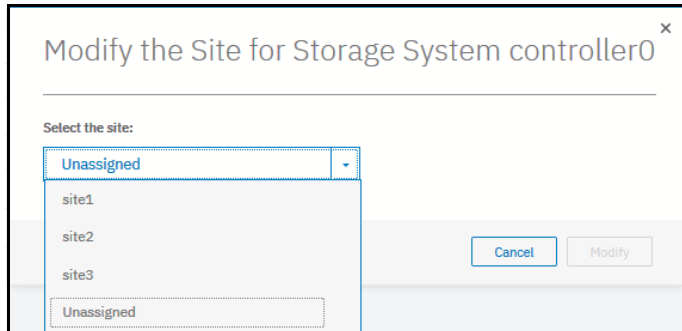 Modify the Site for Storage System controller0
Select the site:
Unassigned
site1
site2
site3
Unassigned
Cancel
Modify